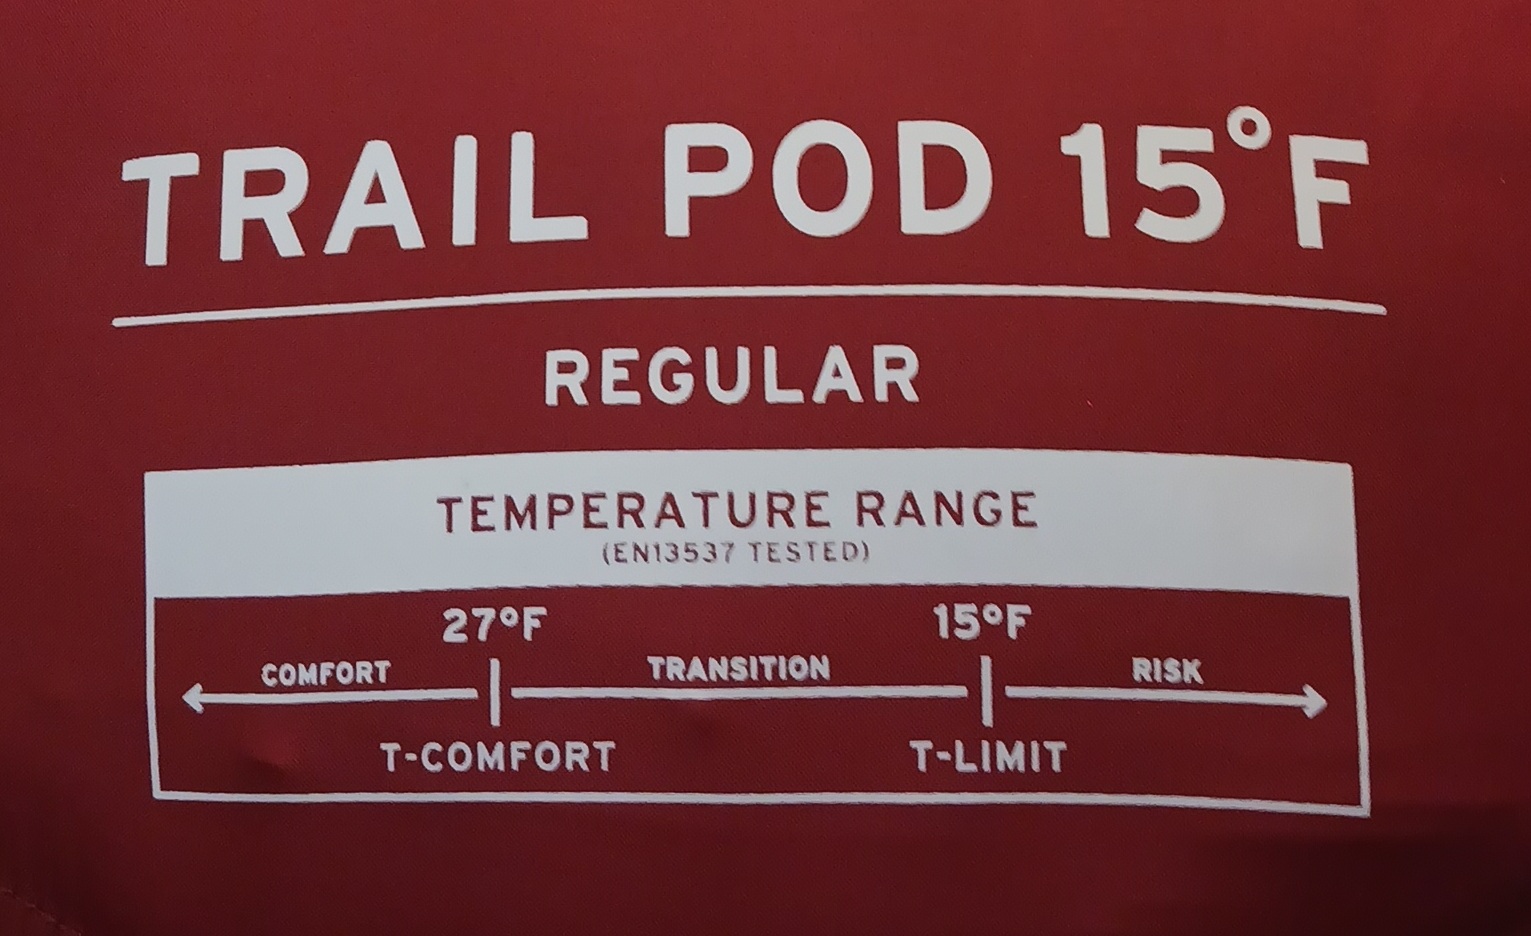 TRAIL POD 15°F
REGULAR
TEMPERATURE RANGE
(EN13537 TESTED)
27°F 15°F
COMFORT TRANSITION RISK
T-COMFORT T-LIMIT